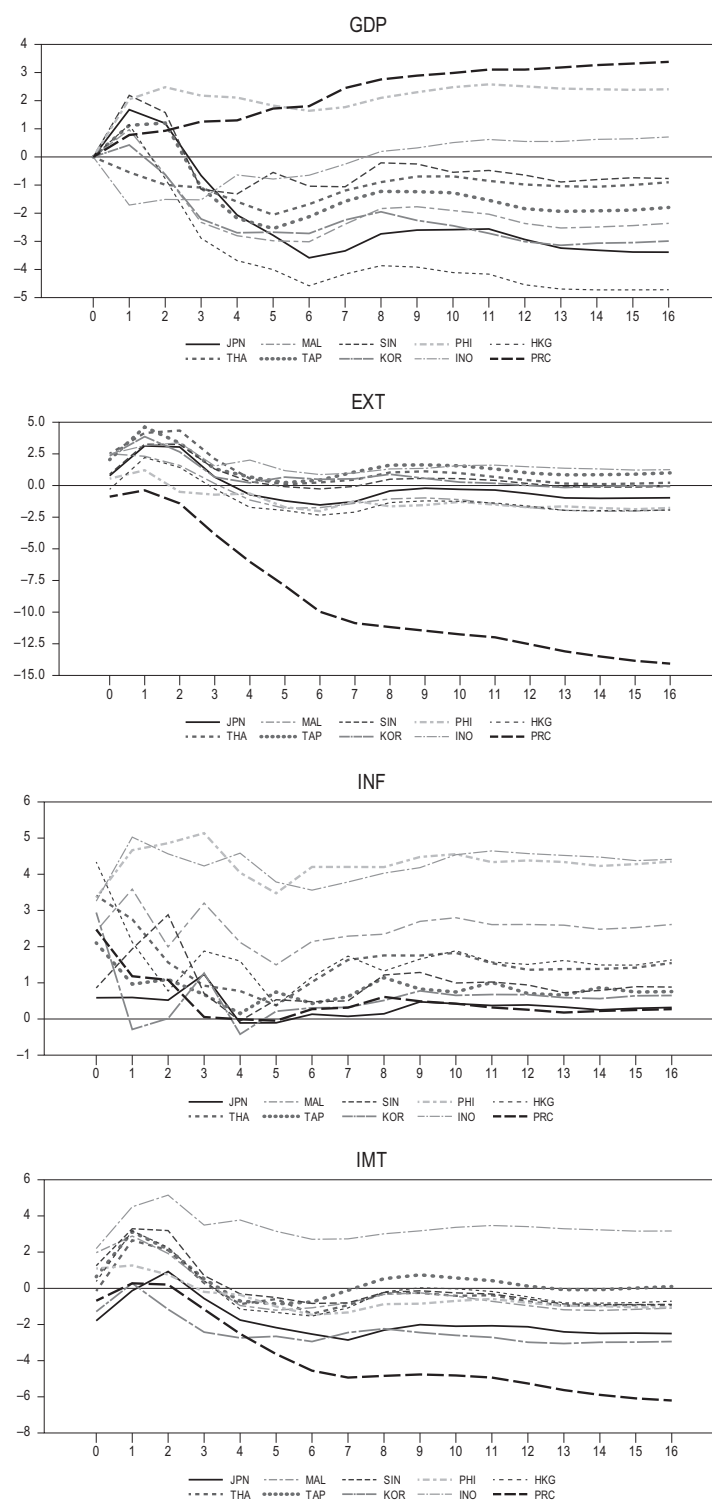 GDP
4
3
2
1
0
–1
–2
–3
–4
–5
0 1 2 3 4 5 6 7 8 9 10 11 12 13 14 15 16
JPN MAL SIN PHI HKG
THA TAP KOR INO PRC
EXT
5.0
2.5
0.0
–2.5
–5.0
–7.5
–10.0
–12.5
–15.0
0 1 2 3 4 5 6 7 8 9 10 11 12 13 14 15 16
JPN MAL SIN PHI HKG
THA TAP KOR INO PRC
INF
6
5
4
3
2
1
0
–1
0 1 2 3 4 5 6 7 8 9 10 11 12 13 14 15 16
JPN MAL SIN PHI HKG
THA TAP KOR INO PRC
IMT
6
4
2
0
–2
–4
–6
–8
0 1 2 3 4 5 6 7 8 9 10 11 12 13 14 15 16
JPN MAL SIN PHI HKG
THA TAP KOR INO PRC